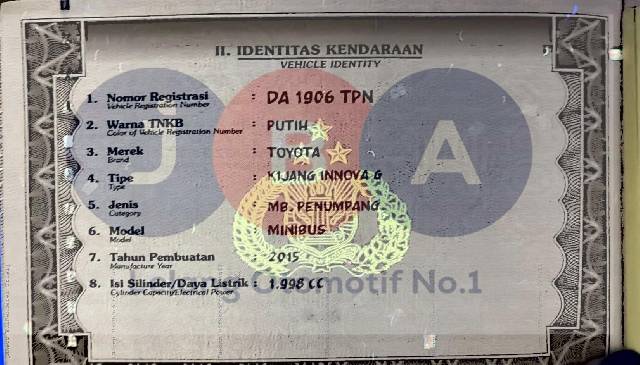 II. IDENTITAS KENDARAAN
VEHICLE IDENTITY
1. Nomor Registrasi : DA 1906 TPN
Vehicle Registration Number
2. Warna TNKB : PUTIH
Color of Vehicle Registration Number
3. Merek : TOYOTA
Brand
4. Tipe : KIJANG INNOVA G
Type
5. Jenis : MB. PENUMPANG
Category
6. Model : MINIBUS
Model
7. Tahun Pembuatan : 2015
Manufacture Year
8. Isi Silinder/Daya Listrik : 1.998 CC
Cylinder Capacity/Electrical Power
J B A
Lelang Otomotif No.1